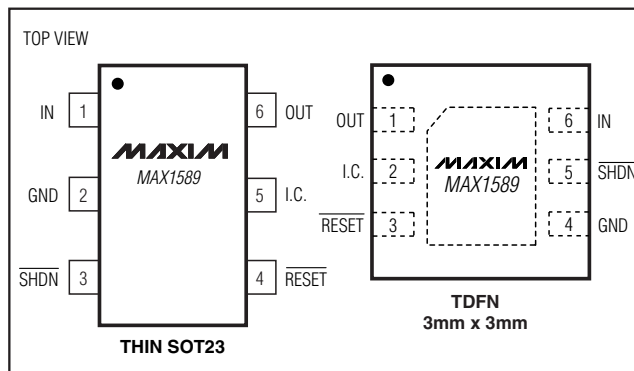 TOP VIEW
IN 1 6 OUT
MAXIM
MAX1589
GND 2 5 I.C.
SHDN 3 4 RESET
THIN SOT23
OUT 1 6 IN
I.C. 2 5 SHDN
MAXIM
MAX1589
RESET 3 4 GND
TDFN
3mm x 3mm